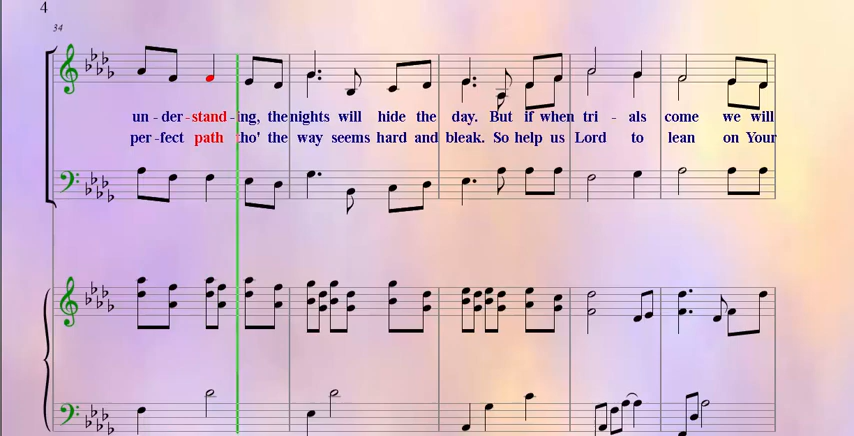 4
34
un - der - stand - ing, the nights will hide the day. But if when tri - als come we will
per - fect path tho' the way seems hard and bleak. So help us Lord to lean on Your